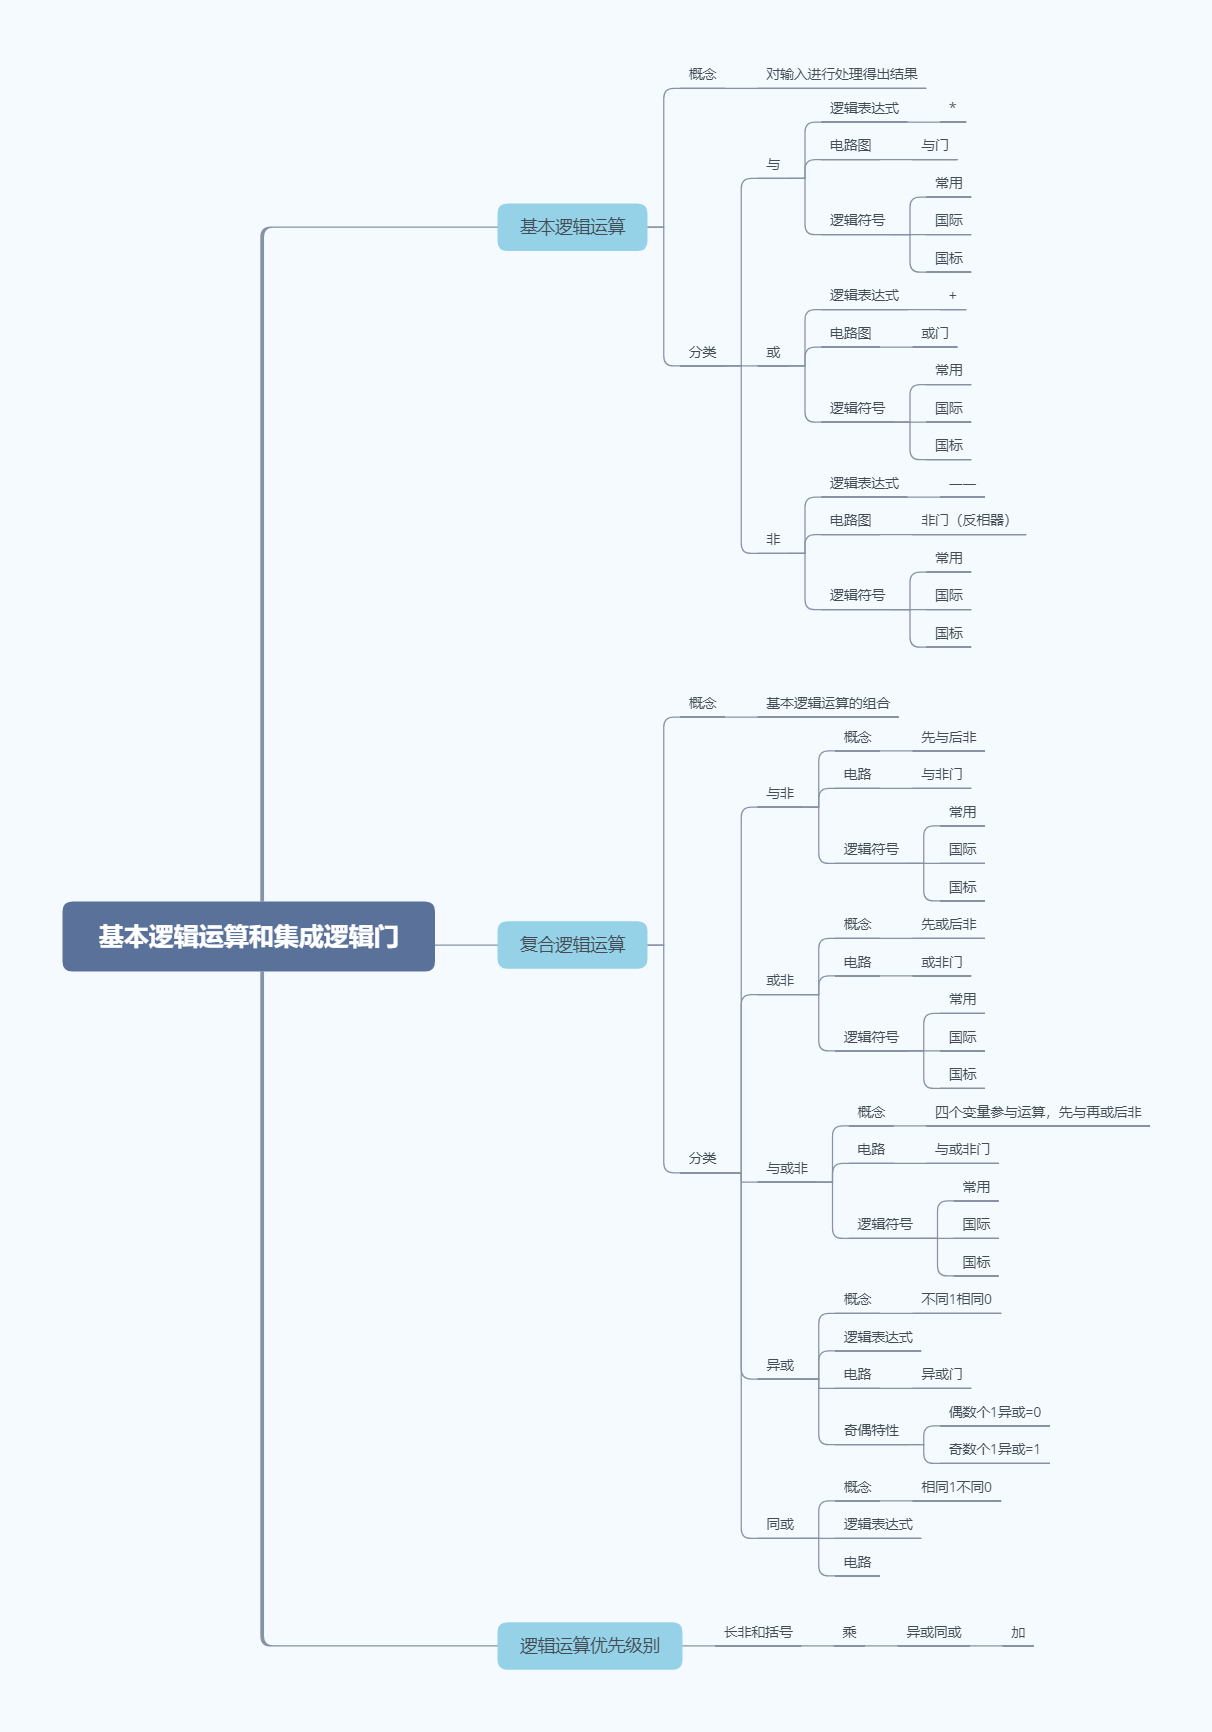 概念 对输入进行处理得出结果
逻辑表达式 *
电路图 与门
与
常用
逻辑符号 国际
国标
基本逻辑运算
逻辑表达式 +
电路图 或门
分类 或
常用
逻辑符号 国际
国标
逻辑表达式 ——
电路图 非门（反相器）
非
常用
逻辑符号 国际
国标
概念 基本逻辑运算的组合
概念 先与后非
电路 与非门
与非
常用
逻辑符号 国际
国标
基本逻辑运算和集成逻辑门
复合逻辑运算
概念 先或后非
电路 或非门
或非
常用
逻辑符号 国际
国标
概念 四个变量参与运算，先与再或后非
电路 与或非门
分类 与或非
常用
逻辑符号 国际
国标
概念 不同1相同0
逻辑表达式
异或
电路 异或门
偶数个1异或=0
奇偶特性
奇数个1异或=1
概念 相同1不同0
同或 逻辑表达式
电路
逻辑运算优先级别 长非和括号 乘 异或同或 加